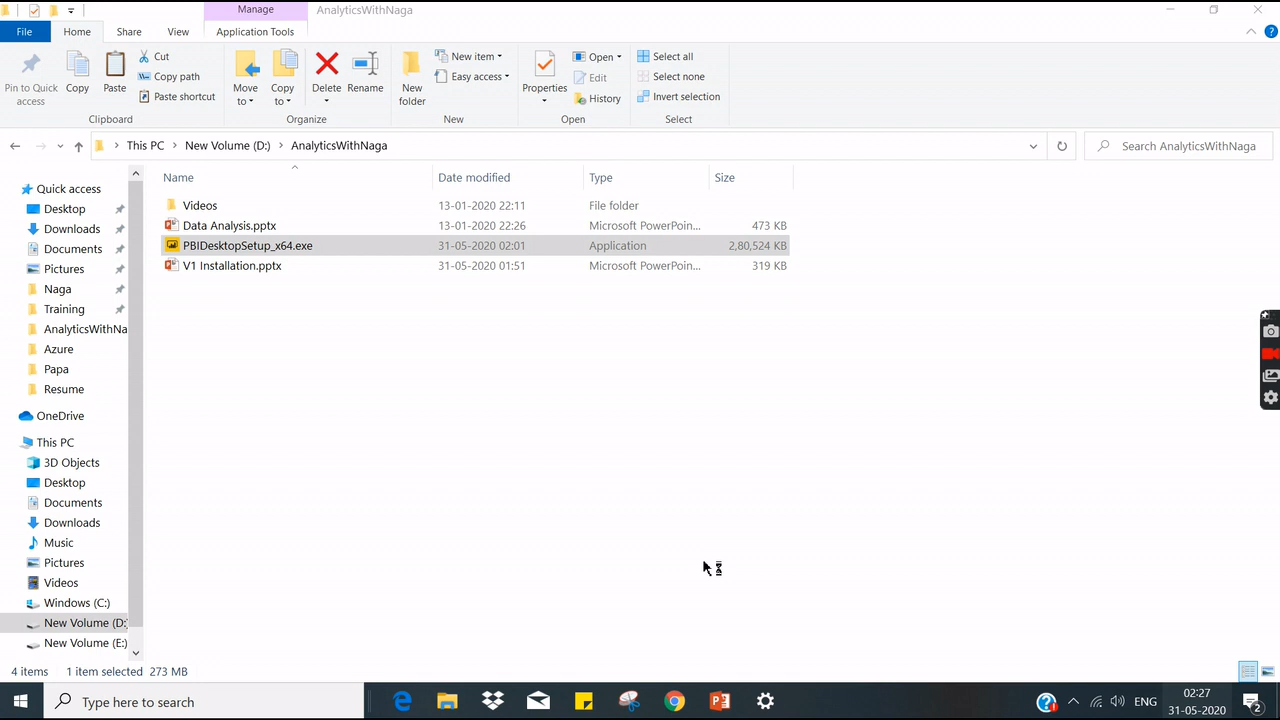 Manage
AnalyticsWithNaga
File
Home
Share
View
Application Tools
Pin to Quick access
Copy
Paste
Cut
Copy path
Paste shortcut
Clipboard
Move to
Copy to
Delete
Rename
Organize
New folder
New item
Easy access
New
Properties
Open
Edit
History
Open
Select all
Select none
Invert selection
Select
This PC
New Volume (D:)
AnalyticsWithNaga
Search AnalyticsWithNaga
Name
Date modified
Type
Size
Videos
13-01-2020 22:11
File folder
Data Analysis.pptx
13-01-2020 22:26
Microsoft PowerPoin...
473 KB
PBIDesktopSetup_x64.exe
31-05-2020 02:01
Application
2,80,524 KB
V1 Installation.pptx
31-05-2020 01:51
Microsoft PowerPoin...
319 KB
Quick access
Desktop
Downloads
Documents
Pictures
Naga
Training
AnalyticsWithNa
Azure
Papa
Resume
OneDrive
This PC
3D Objects
Desktop
Documents
Downloads
Music
Pictures
Videos
Windows (C:)
New Volume (D:
New Volume (E:)
4 items
1 item selected 273 MB
Type here to search
ENG
02:27
31-05-2020
2